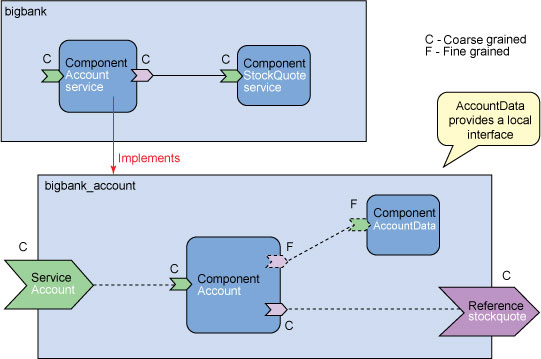 bigbank
C - Coarse grained
F - Fine grained
C
Component
Account
service
C
C
Component
StockQuote
service
AccountData
provides a local
interface
Implements
bigbank_account
F
Component
AccountData
C
Service
Account
C
Component
Account
F
C
C
Reference
stockquote